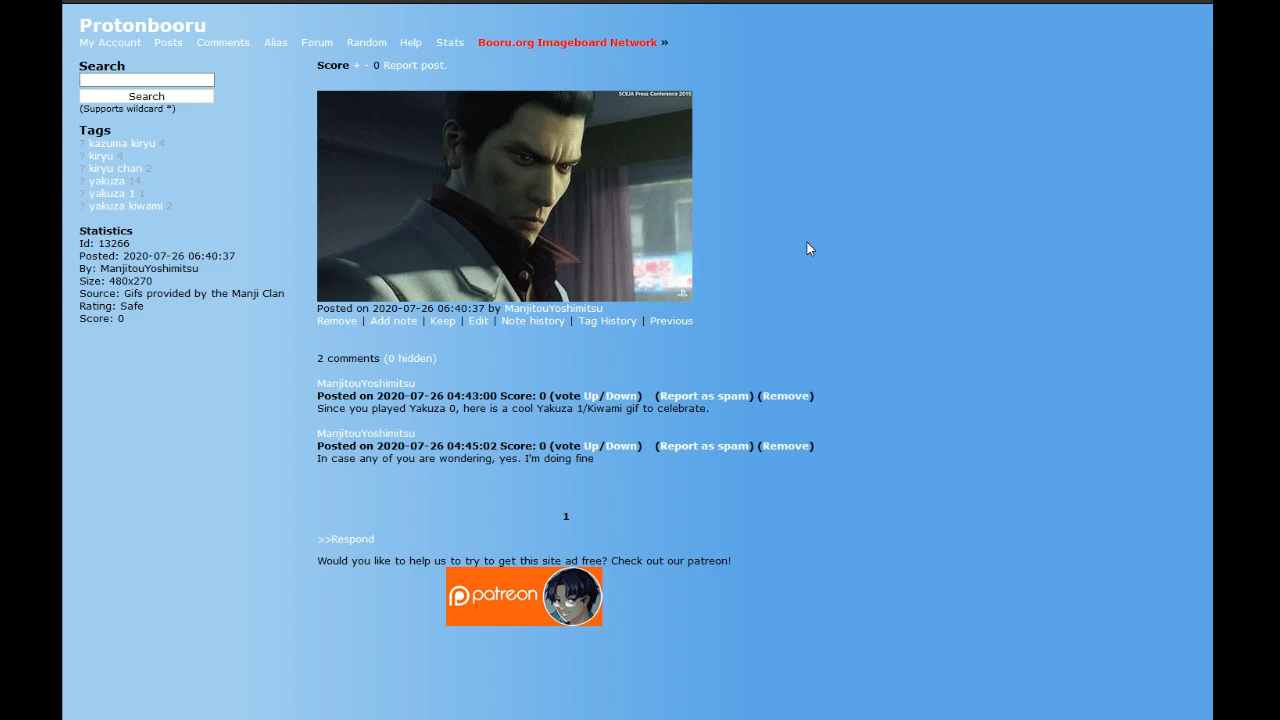 Protonbooru
My Account Posts Comments Alias Forum Random Help Stats Booru.org Imageboard Network »
Search
Search
(Supports wildcard *)
Tags
? kazuma kiryu 4
? kiryu 4
? kiryu chan 2
? yakuza 14
? yakuza 1 1
? yakuza kiwami 2
Statistics
Id: 13266
Posted: 2020-07-26 06:40:37
By: ManjitouYoshimitsu
Size: 480x270
Source: Gifs provided by the Manji Clan
Rating: Safe
Score: 0
Score + - 0 Report post.
SCEJA Press Conference 2015
Posted on 2020-07-26 06:40:37 by ManjitouYoshimitsu
Remove | Add note | Keep | Edit | Note history | Tag History | Previous
2 comments (0 hidden)
ManjitouYoshimitsu
Posted on 2020-07-26 04:43:00 Score: 0 (vote Up/Down) (Report as spam) (Remove)
Since you played Yakuza 0, here is a cool Yakuza 1/Kiwami gif to celebrate.
ManjitouYoshimitsu
Posted on 2020-07-26 04:45:02 Score: 0 (vote Up/Down) (Report as spam) (Remove)
In case any of you are wondering, yes. I'm doing fine
1
>>Respond
Would you like to help us to try to get this site ad free? Check out our patreon!
patreon